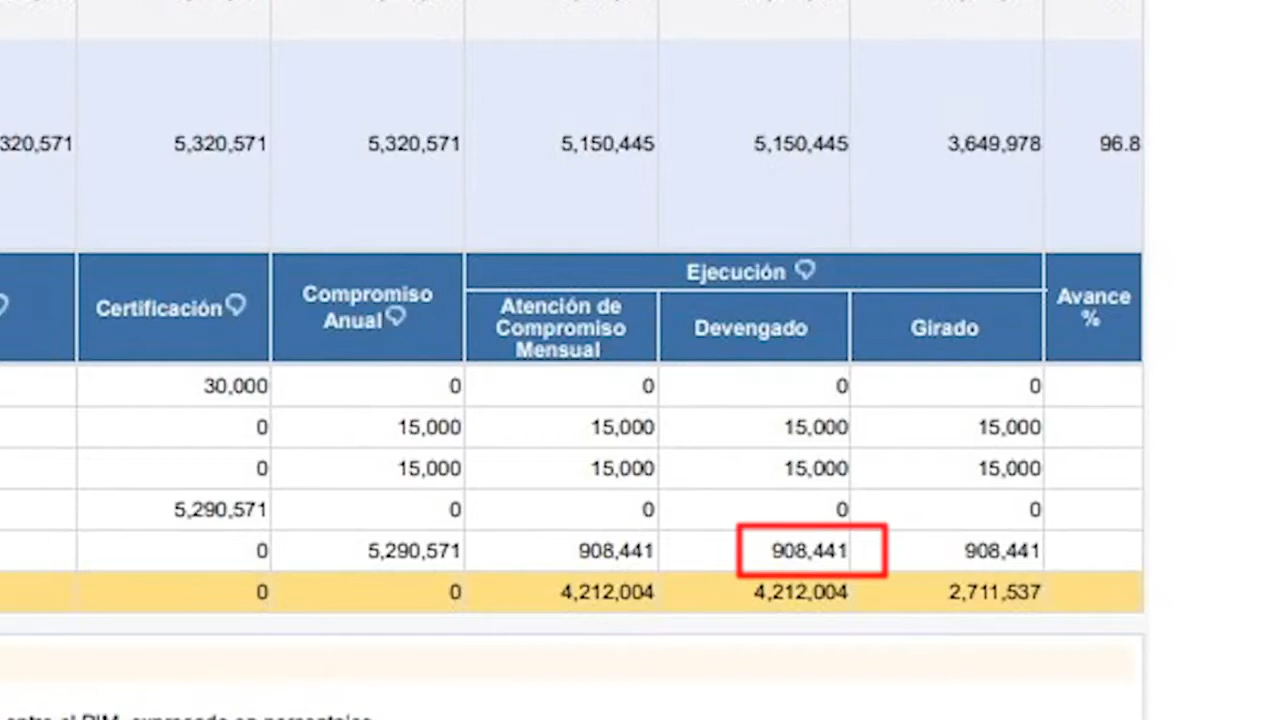 320,571 5,320,571 5,320,571 5,150,445 5,150,445 3,649,978 96.8
Ejecución
Certificación Compromiso Anual Atención de Compromiso Mensual Devengado Girado Avance %
30,000 0 0 0 0
0 15,000 15,000 15,000 15,000
0 15,000 15,000 15,000 15,000
5,290,571 0 0 0 0
0 5,290,571 908,441 908,441 908,441
0 0 4,212,004 4,212,004 2,711,537